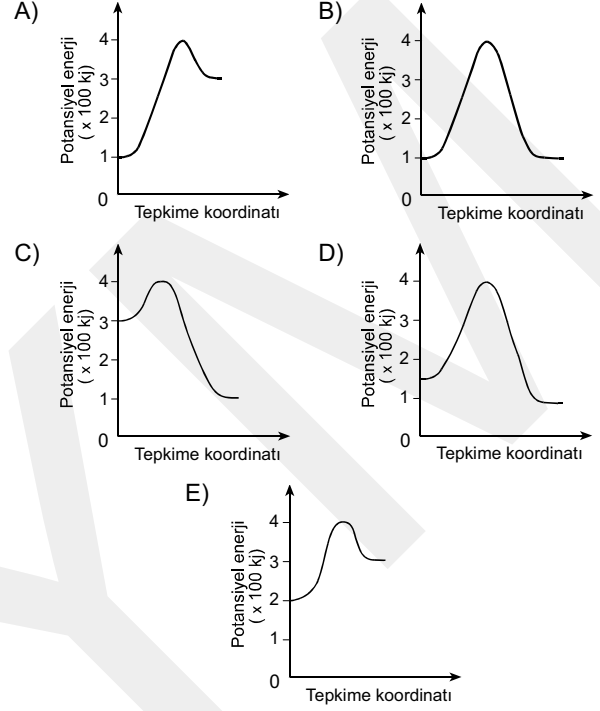 A)
Potansiyel enerji
( x 100 kj)
4
3
2
1
0
Tepkime koordinatı
B)
Potansiyel enerji
( x 100 kj)
4
3
2
1
0
Tepkime koordinatı
C)
Potansiyel enerji
( x 100 kj)
4
3
2
1
0
Tepkime koordinatı
D)
Potansiyel enerji
( x 100 kj)
4
3
2
1
0
Tepkime koordinatı
E)
Potansiyel enerji
( x 100 kj)
4
3
2
1
0
Tepkime koordinatı